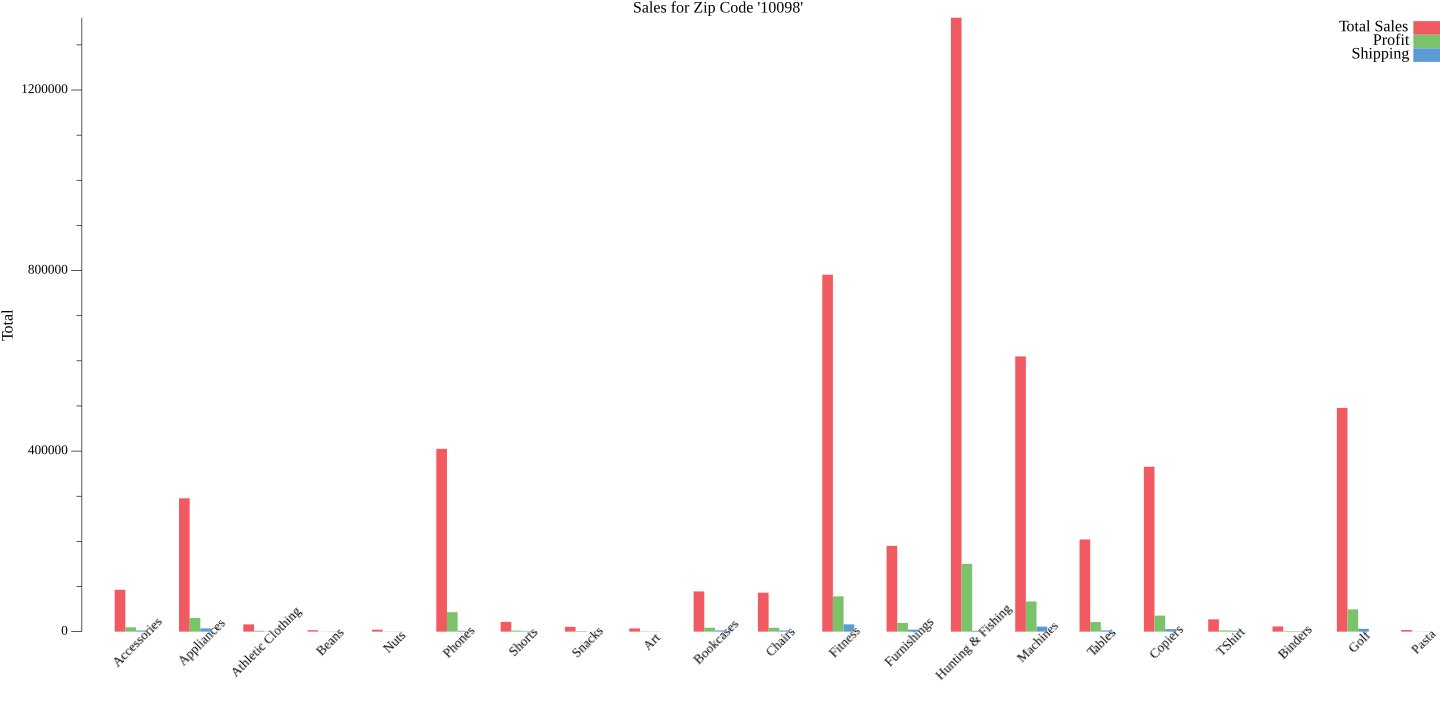 Sales for Zip Code '10098'
Total Sales
Profit
Shipping
1200000
800000
400000
0
Total
Accessories
Appliances
Athletic Clothing
Beans
Nuts
Phones
Shorts
Snacks
Art
Bookcases
Chairs
Fitness
Furnishings
Hunting & Fishing
Machines
Tables
Copiers
TShirt
Binders
Golf
Pasta